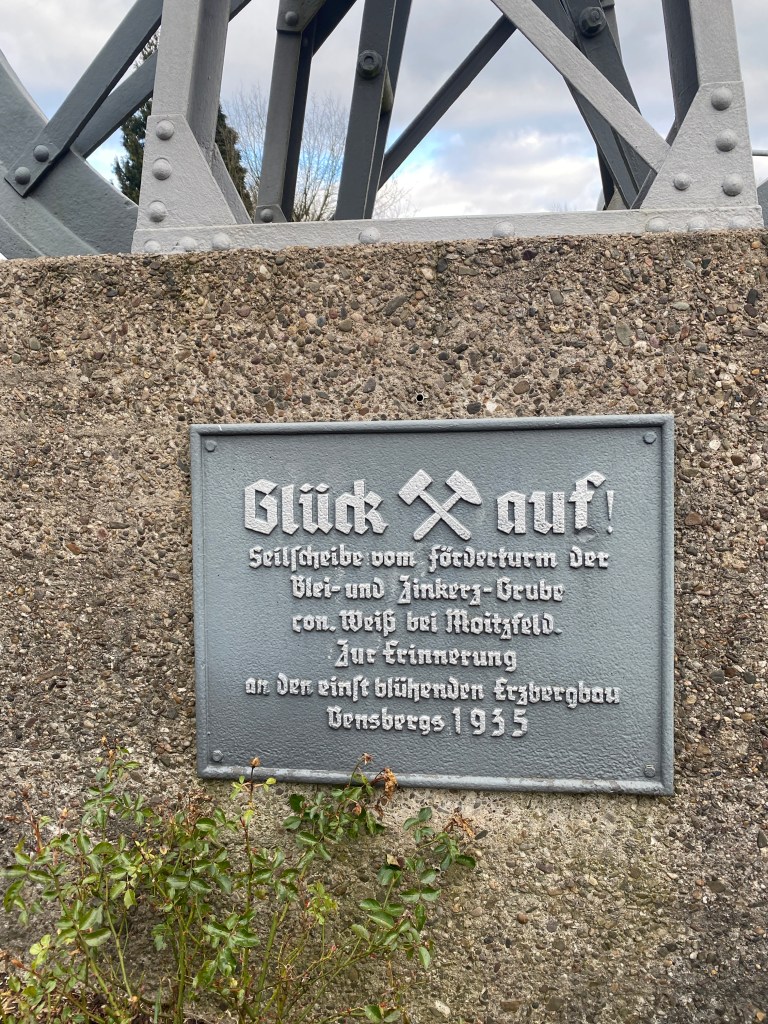 Glück auf!
Seilscheibe vom Förderturm der
Blei- und Zinkerz-Grube
con. Weiß bei Moitzfeld.
Zur Erinnerung
an den einst blühenden Erzbergbau
Bensbergs 1935